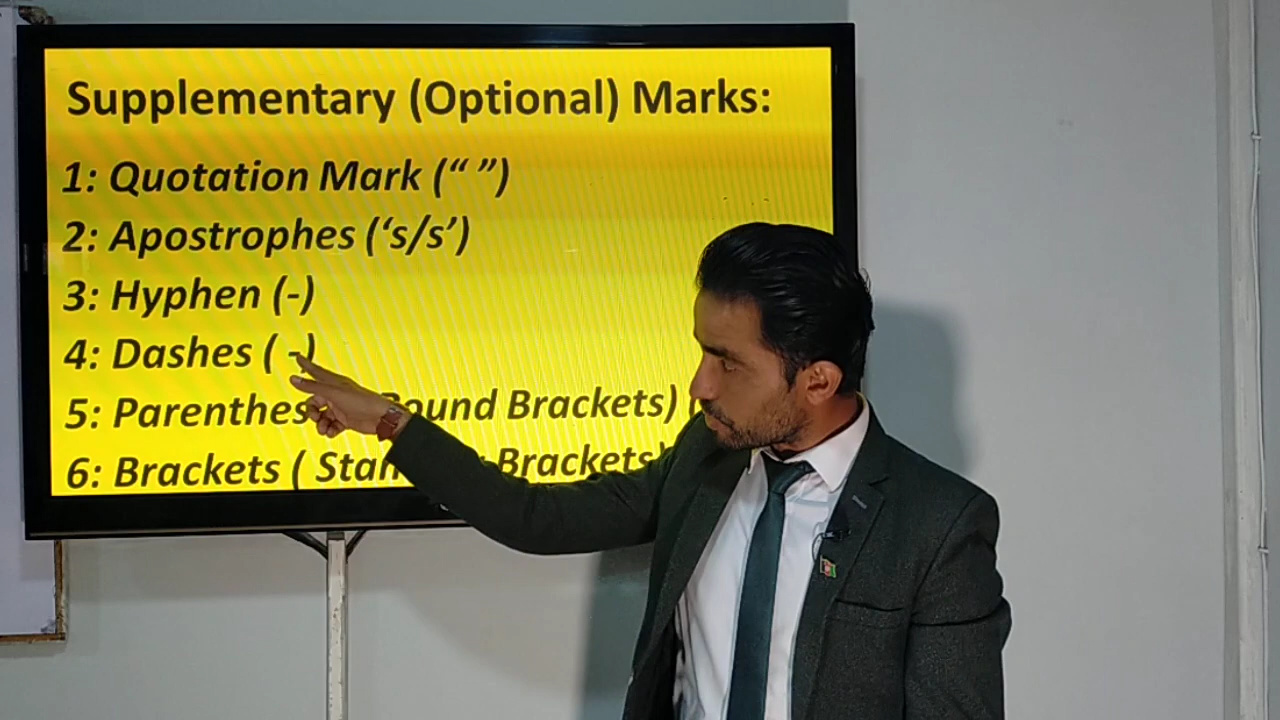 Supplementary (Optional) Marks:
1: Quotation Mark (“ ”)
2: Apostrophes (‘s/s’)
3: Hyphen (-)
4: Dashes ( -)
5: Brackets)
6: Brackets ( Brackets)